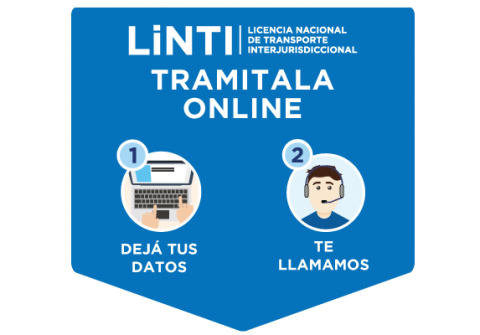 LiNTI
LICENCIA NACIONAL
DE TRANSPORTE
INTERJURISDICCIONAL
TRAMITALA
ONLINE
1
DEJÁ TUS
DATOS
2
TE
LLAMAMOS